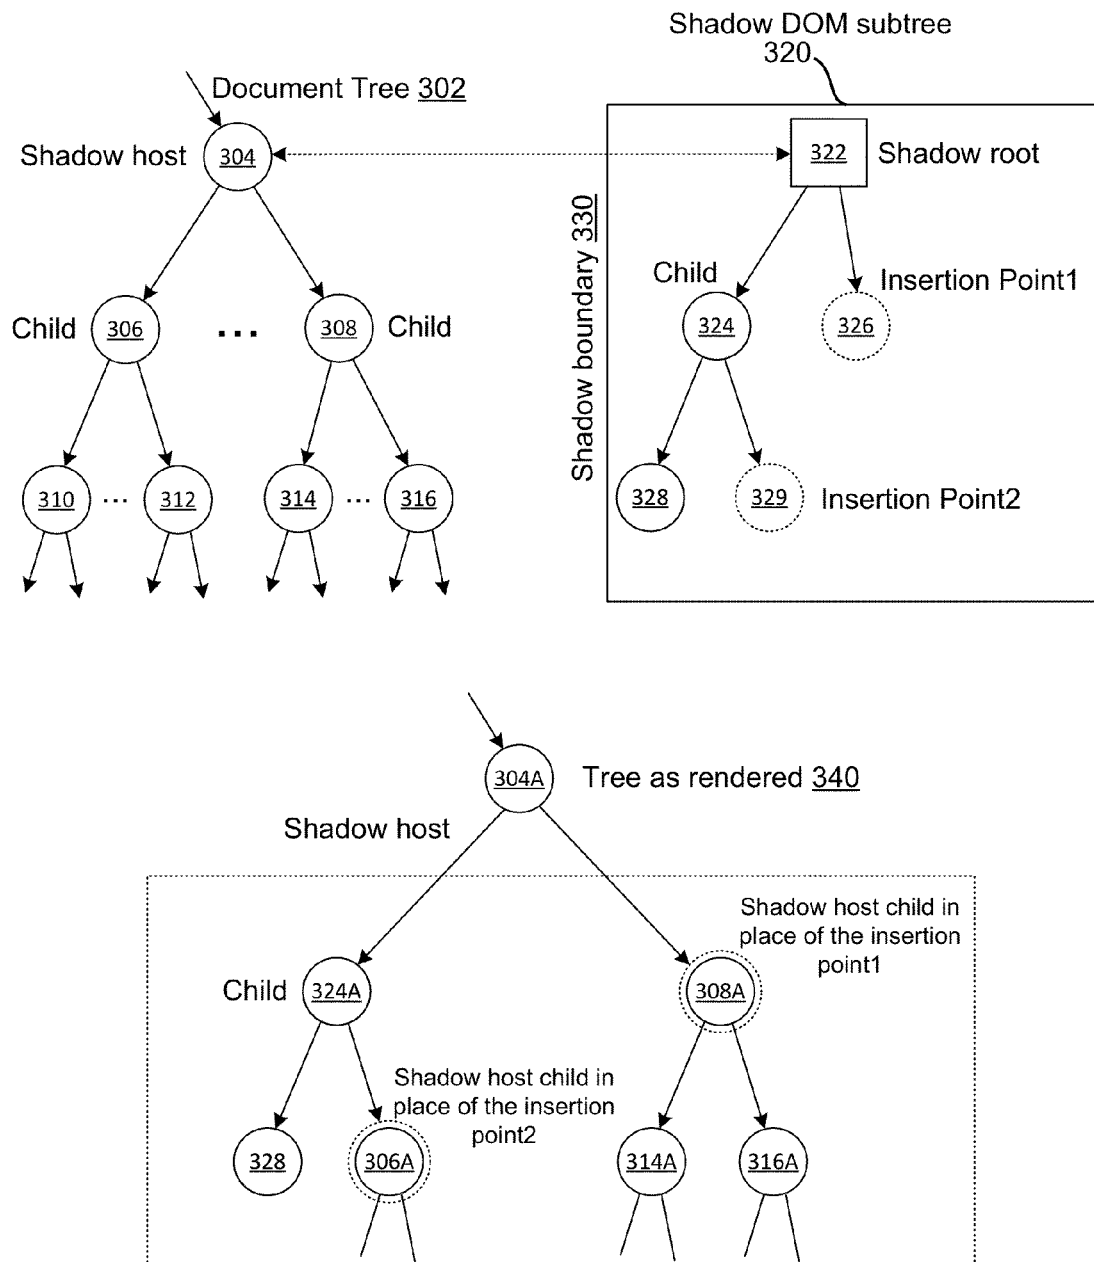 Shadow DOM subtree
320
Document Tree 302
Shadow host
304
322
Shadow root
Shadow boundary 330
Child
Insertion Point1
Child
306
...
308
Child
324
326
310
...
312
314
...
316
328
329
Insertion Point2
304A
Tree as rendered 340
Shadow host
Shadow host child in
place of the insertion
point1
Child
324A
308A
Shadow host child in
place of the insertion
point2
328
306A
314A
316A